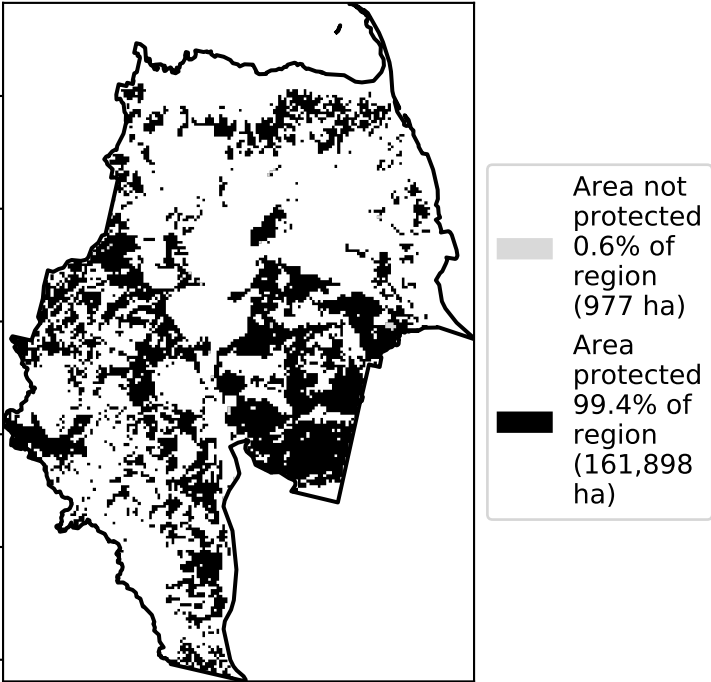 Area not
protected
0.6% of
region
(977 ha)
Area
protected
99.4% of
region
(161,898
ha)